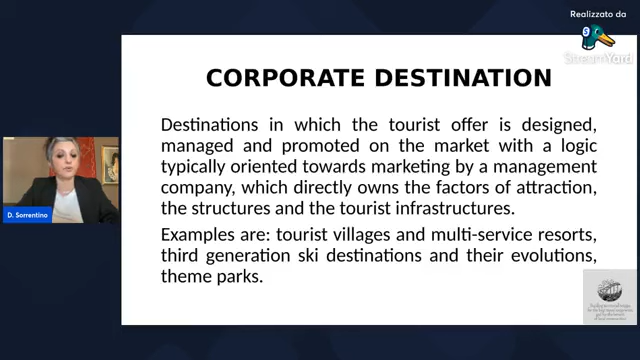 Realizzato da
StreamYard
CORPORATE DESTINATION
Destinations in which the tourist offer is designed,
managed and promoted on the market with a logic
typically oriented towards marketing by a management
company, which directly owns the factors of attraction,
the structures and the tourist infrastructures.
Examples are: tourist villages and multi-service resorts,
third generation ski destinations and their evolutions,
theme parks.
D. Sorrentino